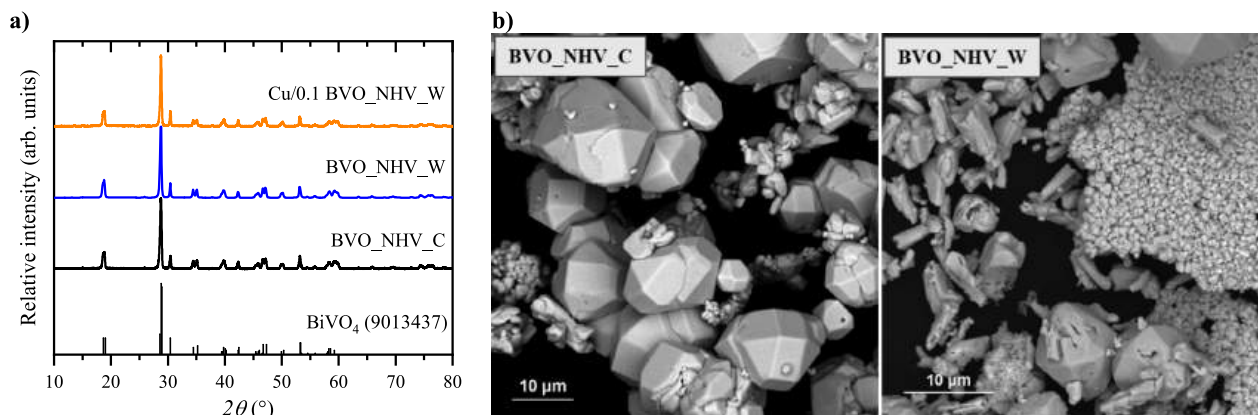 a)
Relative intensity (arb. units)
Cu/0.1 BVO_NHV_W
BVO_NHV_W
BVO_NHV_C
BiVO₄ (9013437)
10 20 30 40 50 60 70 80
2θ (°)
b)
BVO_NHV_C
10 µm
BVO_NHV_W
10 µm